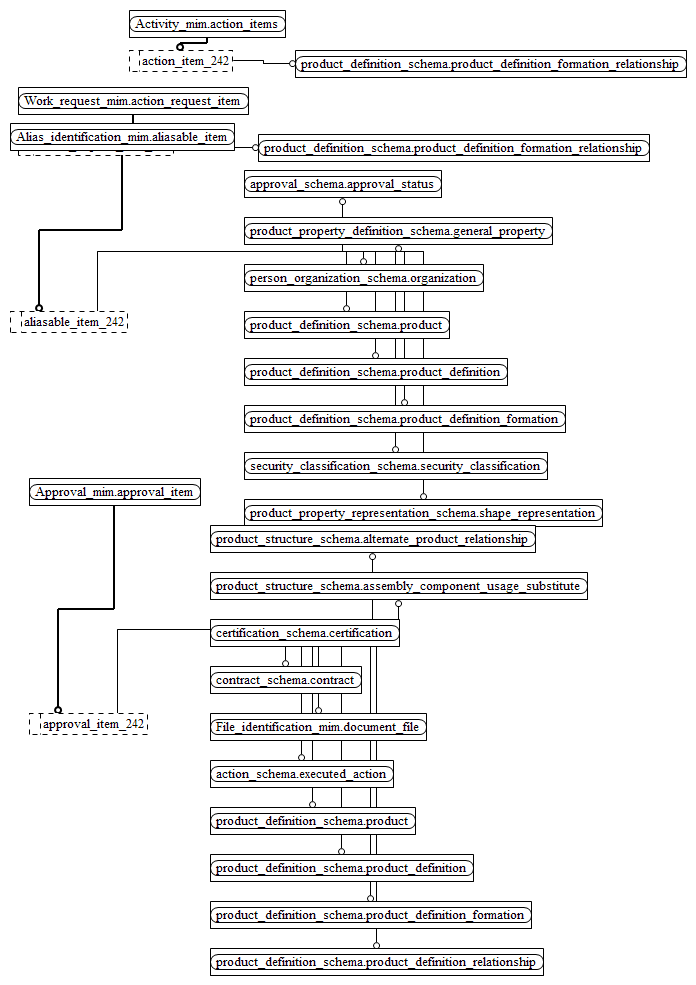 Activity_mim.action_items
action_item_242
product_definition_schema.product_definition_formation_relationship
Work_request_mim.action_request_item
Alias_identification_mim.aliasable_item
product_definition_schema.product_definition_formation_relationship
approval_schema.approval_status
product_property_definition_schema.general_property
person_organization_schema.organization
aliasable_item_242
product_definition_schema.product
product_definition_schema.product_definition
product_definition_schema.product_definition_formation
security_classification_schema.security_classification
Approval_mim.approval_item
product_property_representation_schema.shape_representation
product_structure_schema.alternate_product_relationship
product_structure_schema.assembly_component_usage_substitute
certification_schema.certification
contract_schema.contract
approval_item_242
File_identification_mim.document_file
action_schema.executed_action
product_definition_schema.product
product_definition_schema.product_definition
product_definition_schema.product_definition_formation
product_definition_schema.product_definition_relationship